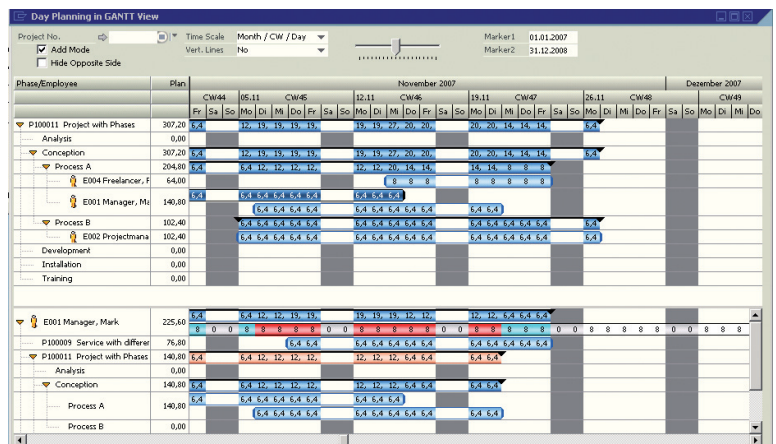 Day Planning in GANTT View
Project No. Time Scale Month / CW / Day Marker1 01.01.2007
Add Mode Vert. Lines No Marker2 31.12.2008
Hide Opposite Side
Phase/Employee Plan November 2007 Dezember 2007
CW44 05.11 CW45 12.11 CW46 19.11 CW47 26.11 CW48 CW49
Fr Sa So Mo Di Mi Do Fr Sa So Mo Di Mi Do Fr Sa So Mo Di Mi Do Fr Sa So Mo Di Mi Do Fr Sa So Mo Di Mi Do
P100011 Project with Phases 307,20 6,4 12, 19, 19, 19, 19, 19, 19, 27, 20, 20, 20, 20, 14, 14, 14, 6,4
Analysis 0,00
Conception 307,20 6,4 12, 19, 19, 19, 19, 19, 19, 27, 20, 20, 20, 20, 14, 14, 14, 6,4
Process A 204,80 6,4 6,4 12, 12, 12, 12, 12, 12, 20, 14, 14, 14, 14, 8 8 8
E004 Freelancer, F 64,00 8 8 8 8 8 8 8 8
E001 Manager, Ma 140,80 6,4 6,4 6,4 6,4 6,4 6,4 6,4 6,4 6,4
6,4 6,4 6,4 6,4 6,4 6,4 6,4 6,4 6,4 6,4 6,4
Process B 102,40 6,4 6,4 6,4 6,4 6,4 6,4 6,4 6,4 6,4 6,4 6,4 6,4 6,4 6,4 6,4 6,4
E002 Projectmana 102,40 6,4 6,4 6,4 6,4 6,4 6,4 6,4 6,4 6,4 6,4 6,4 6,4 6,4 6,4 6,4 6,4
Development 0,00
Installation 0,00
Training 0,00
E001 Manager, Mark 225,60 6,4 6,4 12, 12, 19, 19, 19, 19, 19, 12, 12, 12, 12, 6,4 6,4 6,4
8 0 0 8 8 8 8 8 0 0 8 8 8 8 8 0 0 8 8 8 8 8 0 0 8 8 8 8 8 0 0 8 8 8 8
P100009 Service with differer 76,80 6,4 6,4 6,4 6,4 6,4 6,4 6,4 6,4 6,4 6,4 6,4 6,4
P100011 Project with Phases 140,80 6,4 6,4 12, 12, 12, 12, 12, 12, 12, 6,4 6,4 6,4 6,4
Analysis 0,00
Conception 140,80 6,4 6,4 12, 12, 12, 12, 12, 12, 12, 6,4 6,4 6,4 6,4
Process A 140,80 6,4 6,4 6,4 6,4 6,4 6,4 6,4 6,4 6,4
6,4 6,4 6,4 6,4 6,4 6,4 6,4 6,4 6,4 6,4 6,4
Process B 0,00